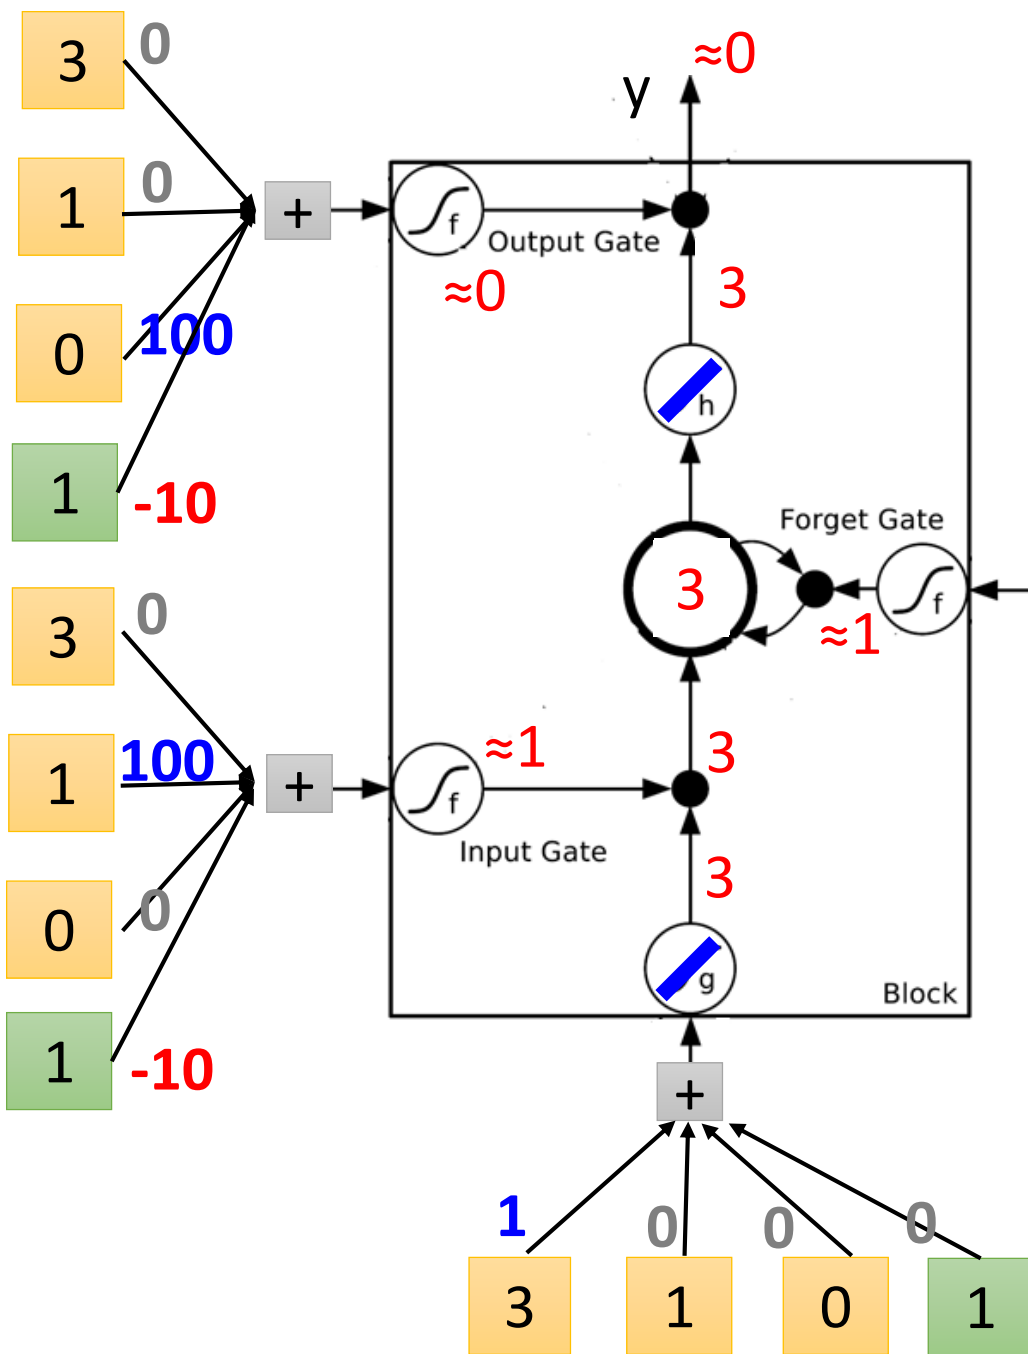 3 0
≈0
y
1 0
+
f
Output Gate
≈0
3
0 100
h
1 -10
Forget Gate
3
f
≈1
3 0
1 100
+
f
≈1
3
Input Gate
3
0 0
g
Block
1 -10
+
1 0 0 0
3 1 0 1